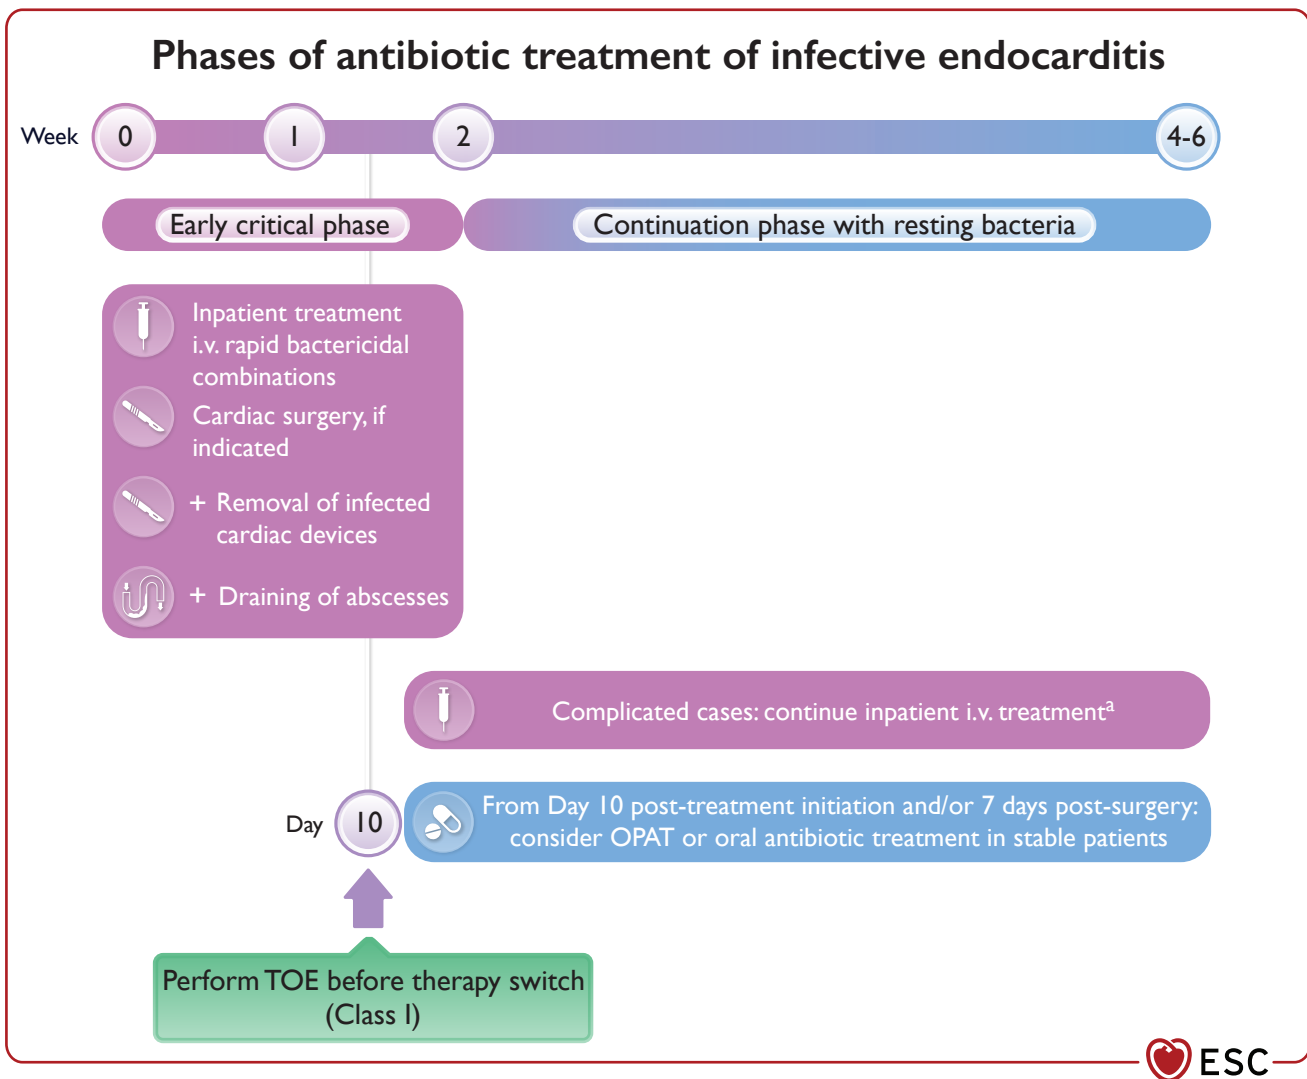 Phases of antibiotic treatment of infective endocarditis
Week
0
1
2
4-6
Early critical phase
Continuation phase with resting bacteria
Inpatient treatment
i.v. rapid bactericidal
combinations
Cardiac surgery, if
indicated
+ Removal of infected
cardiac devices
+ Draining of abscesses
Complicated cases: continue inpatient i.v. treatmentᵃ
Day
10
From Day 10 post-treatment initiation and/or 7 days post-surgery:
consider OPAT or oral antibiotic treatment in stable patients
Perform TOE before therapy switch
(Class I)
ESC